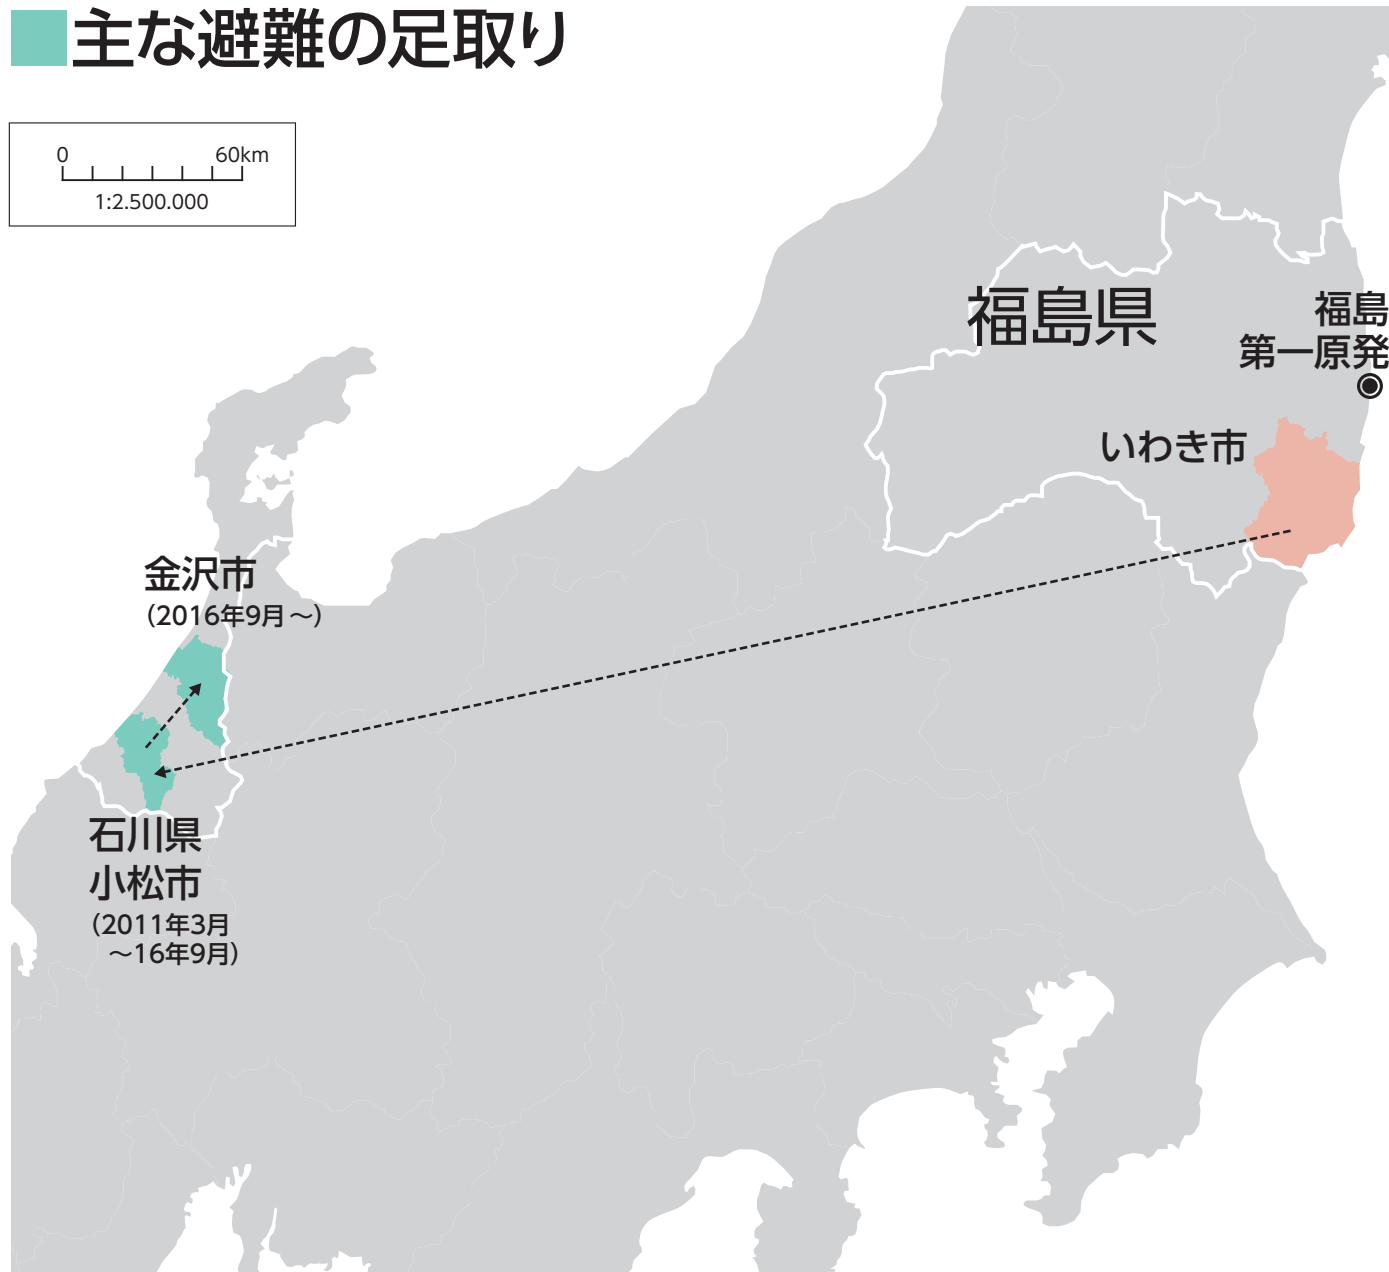 主な避難の足取り
0 60km
1:2.500.000
福島県
福島
第一原発
いわき市
金沢市
（2016年9月～）
石川県
小松市
（2011年3月
～16年9月）